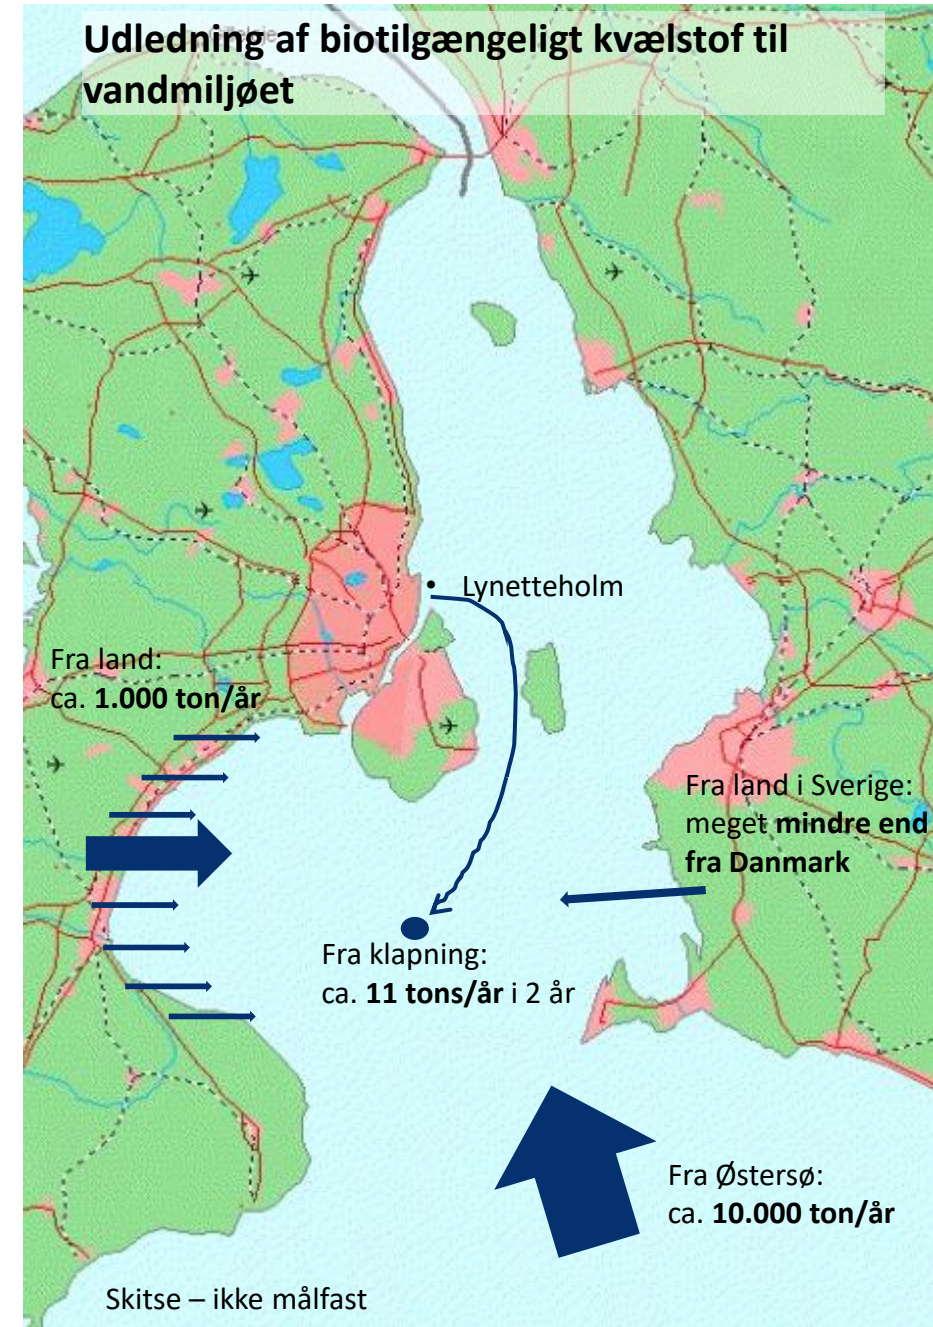 Udledning af biotilgængeligt kvælstof til
vandmiljøet
Lynetteholm
Fra land:
ca. 1.000 ton/år
Fra land i Sverige:
meget mindre end
fra Danmark
Fra klapning:
ca. 11 tons/år i 2 år
Fra Østersø:
ca. 10.000 ton/år
Skitse – ikke målfast